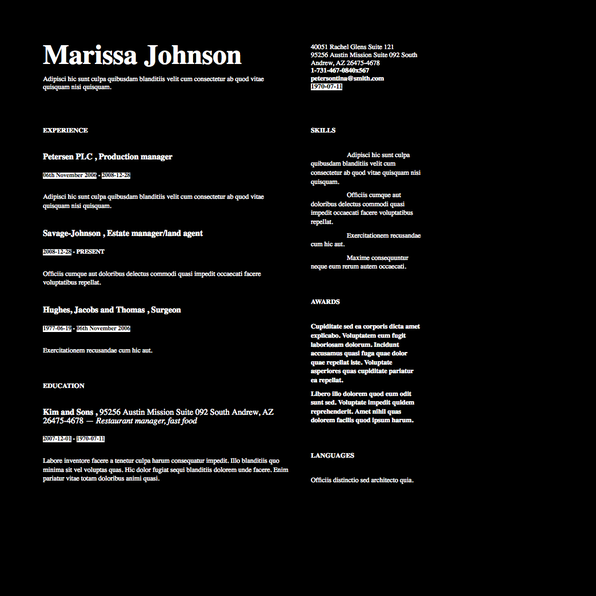 Marissa Johnson
Adipisci hic sunt culpa quibusdam blanditiis velit cum consectetur ab quod vitae
quisquam nisi quisquam.
40051 Rachel Glens Suite 121
95256 Austin Mission Suite 092 South
Andrew, AZ 26475-4678
1-731-467-0840x567
petersontina@smith.com
1970-07-11
EXPERIENCE
Petersen PLC , Production manager
06th November 2006 - 2008-12-28
Adipisci hic sunt culpa quibusdam blanditiis velit cum consectetur ab quod vitae
quisquam nisi quisquam.
Savage-Johnson , Estate manager/land agent
2008-12-28 - PRESENT
Officiis cumque aut doloribus delectus commodi quasi impedit occaecati facere
voluptatibus repellat.
Hughes, Jacobs and Thomas , Surgeon
1977-06-19 - 06th November 2006
Exercitationem recusandae cum hic aut.
EDUCATION
Kim and Sons , 95256 Austin Mission Suite 092 South Andrew, AZ
26475-4678 — Restaurant manager, fast food
2007-12-01 - 1970-07-11
Labore inventore facere a tenetur culpa harum consequatur impedit. Illo blanditiis quo
minima sit vel voluptas quas. Hic dolor fugiat sequi blanditiis dolorem unde facere. Enim
pariatur vitae totam doloribus animi quasi.
SKILLS
Adipisci hic sunt culpa
quibusdam blanditiis velit cum
consectetur ab quod vitae quisquam nisi
quisquam.
Officiis cumque aut
doloribus delectus commodi quasi
impedit occaecati facere voluptatibus
repellat.
Exercitationem recusandae
cum hic aut.
Maxime consequuntur
neque eum rerum autem occaecati.
AWARDS
Cupiditate sed ea corporis dicta amet
explicabo. Voluptatem eum fugit
laboriosam dolorum. Incidunt
accusamus quasi fuga quae dolor
quae repellat iste. Voluptate
asperiores quas cupiditate pariatur
ea repellat.
Libero illo dolorem quod eum odit
sunt sed. Voluptate impedit quidem
reprehenderit. Amet nihil quas
dolorem facilis quod ipsum harum.
LANGUAGES
Officiis distinctio sed architecto quia.